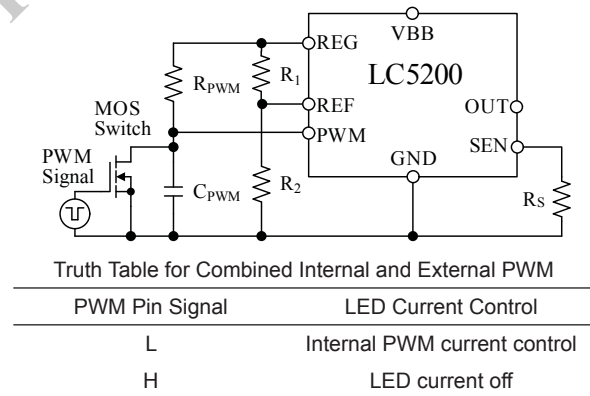 REG
VBB
R1
LC5200
RPWM
REF
MOS
Switch
OUT
PWM
PWM
Signal
GND
SEN
CPWM
R2
RS
Truth Table for Combined Internal and External PWM
PWM Pin Signal LED Current Control
L Internal PWM current control
H LED current off